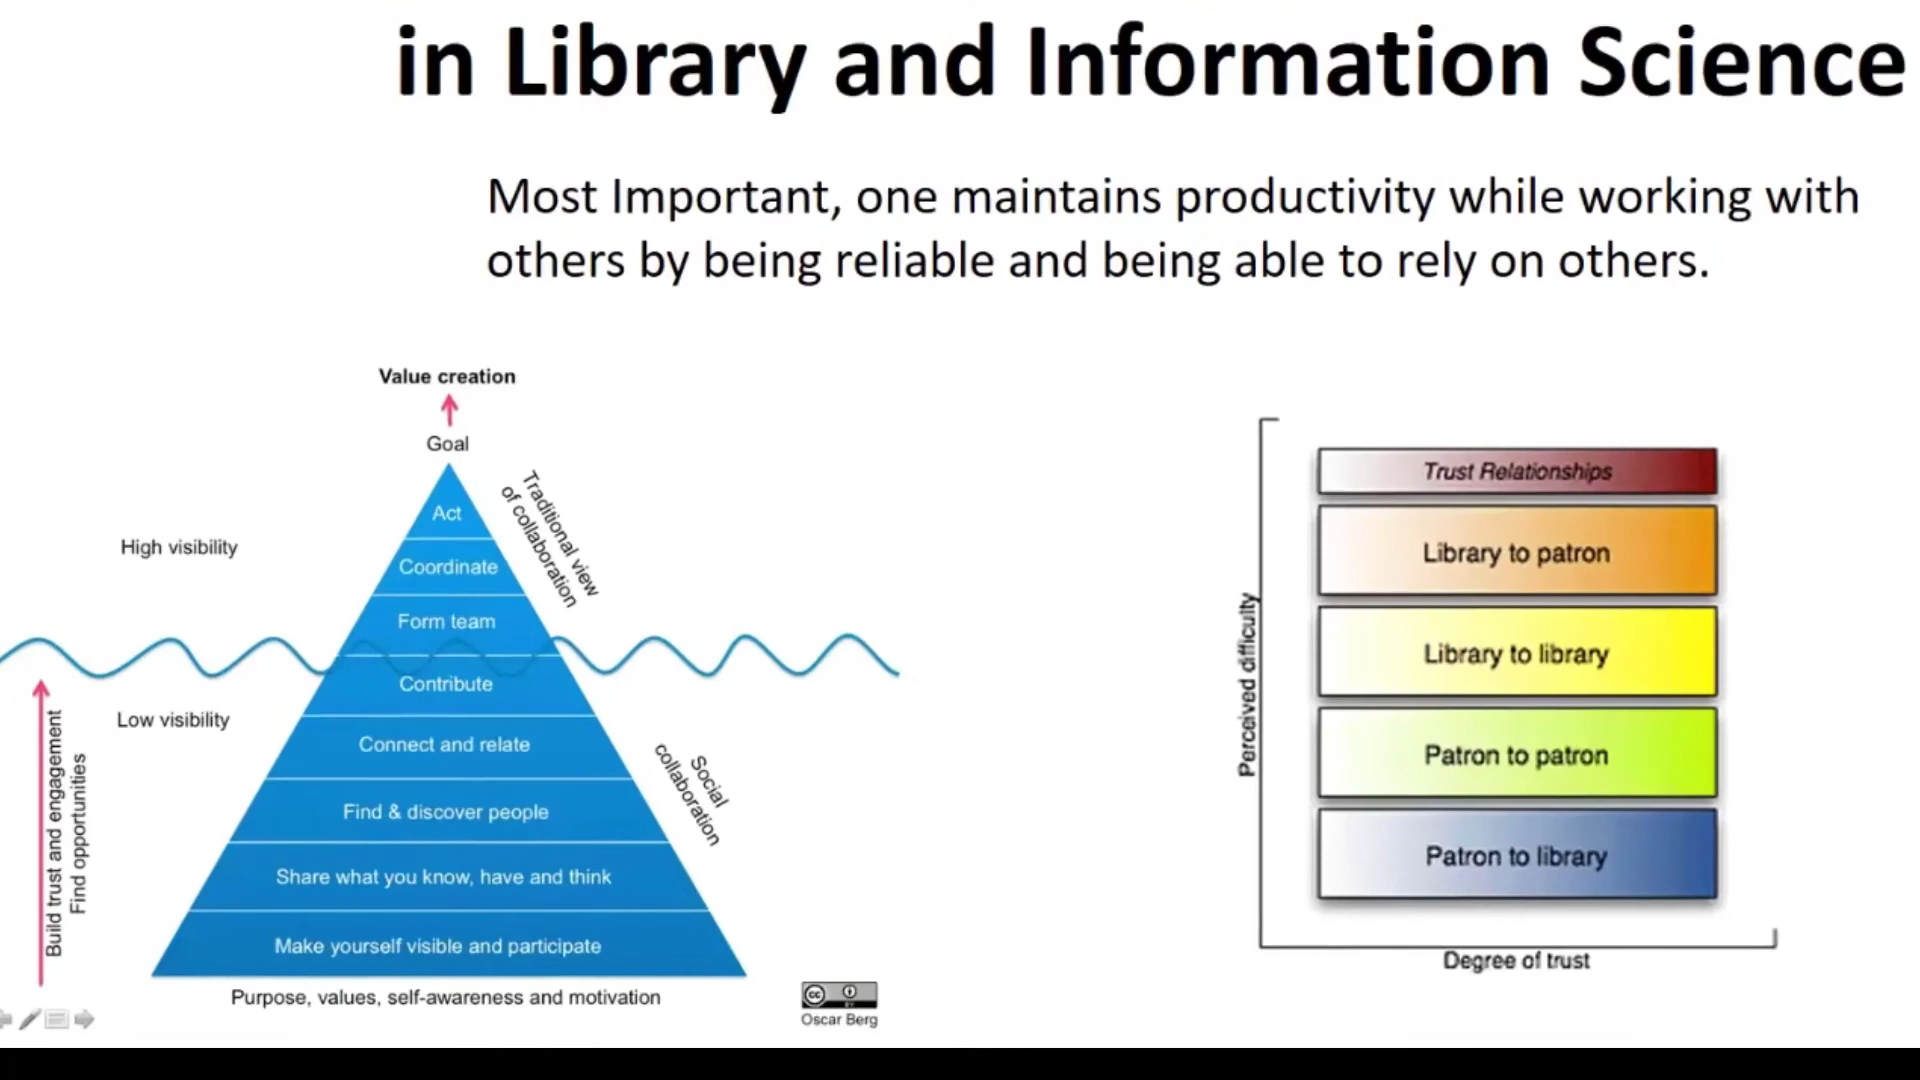 in Library and Information Science
Most Important, one maintains productivity while working with
others by being reliable and being able to rely on others.
Value creation
Goal
Act
Coordinate
Form team
Contribute
Connect and relate
Find & discover people
Share what you know, have and think
Make yourself visible and participate
Purpose, values, self-awareness and motivation
High visibility
Low visibility
Build trust and engagement
Find opportunities
Traditional view
of collaboration
Social
collaboration
cc
BY
Oscar Berg
Perceived difficulty
Trust Relationships
Library to patron
Library to library
Patron to patron
Patron to library
Degree of trust